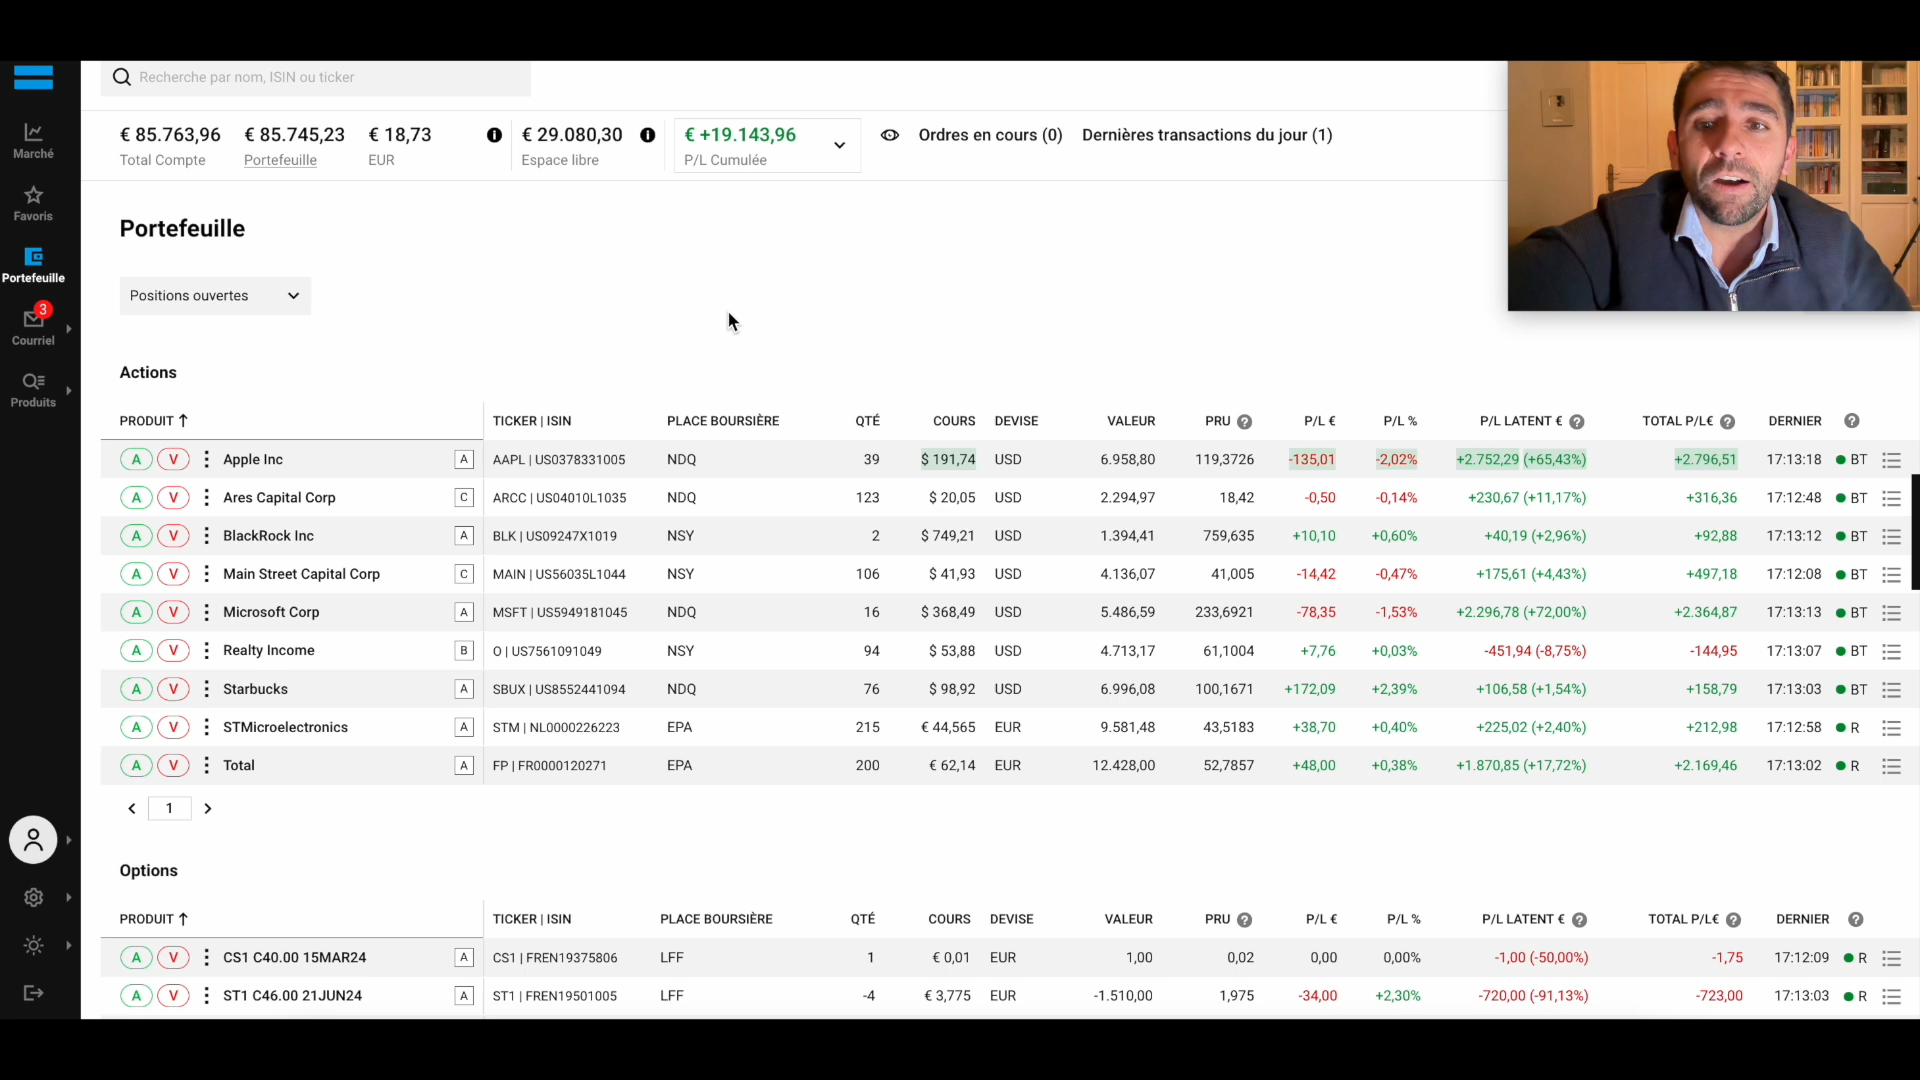 Recherche par nom, ISIN ou ticker
€ 85.763,96 € 85.745,23 € 18,73 € 29.080,30 € +19.143,96 Ordres en cours (0) Dernières transactions du jour (1)
Total Compte Portefeuille EUR Espace libre P/L Cumulée
Marché
Favoris
Portefeuille
3
Courriel
Produits
Portefeuille
Positions ouvertes
Actions
PRODUIT TICKER | ISIN PLACE BOURSIÈRE QTÉ COURS DEVISE VALEUR PRU P/L € P/L % P/L LATENT € TOTAL P/L€ DERNIER
A V Apple Inc A AAPL | US0378331005 NDQ 39 $ 191,74 USD 6.958,80 119,3726 -135,01 -2,02% +2.752,29 (+65,43%) +2.796,51 17:13:18 BT
A V Ares Capital Corp C ARCC | US04010L1035 NDQ 123 $ 20,05 USD 2.294,97 18,42 -0,50 -0,14% +230,67 (+11,17%) +316,36 17:12:48 BT
A V BlackRock Inc A BLK | US09247X1019 NSY 2 $ 749,21 USD 1.394,41 759,635 +10,10 +0,60% +40,19 (+2,96%) +92,88 17:13:12 BT
A V Main Street Capital Corp C MAIN | US56035L1044 NSY 106 $ 41,93 USD 4.136,07 41,005 -14,42 -0,47% +175,61 (+4,43%) +497,18 17:12:08 BT
A V Microsoft Corp A MSFT | US5949181045 NDQ 16 $ 368,49 USD 5.486,59 233,6921 -78,35 -1,53% +2.296,78 (+72,00%) +2.364,87 17:13:13 BT
A V Realty Income B O | US7561091049 NSY 94 $ 53,88 USD 4.713,17 61,1004 +7,76 +0,03% -451,94 (-8,75%) -144,95 17:13:07 BT
A V Starbucks A SBUX | US8552441094 NDQ 76 $ 98,92 USD 6.996,08 100,1671 +172,09 +2,39% +106,58 (+1,54%) +158,79 17:13:03 BT
A V STMicroelectronics A STM | NL0000226223 EPA 215 € 44,565 EUR 9.581,48 43,5183 +38,70 +0,40% +225,02 (+2,40%) +212,98 17:12:58 R
A V Total A FP | FR0000120271 EPA 200 € 62,14 EUR 12.428,00 52,7857 +48,00 +0,38% +1.870,85 (+17,72%) +2.169,46 17:13:02 R
1
Options
PRODUIT TICKER | ISIN PLACE BOURSIÈRE QTÉ COURS DEVISE VALEUR PRU P/L € P/L % P/L LATENT € TOTAL P/L€ DERNIER
A V CS1 C40.00 15MAR24 A CS1 | FREN19375806 LFF 1 € 0,01 EUR 1,00 0,02 0,00 0,00% -1,00 (-50,00%) -1,75 17:12:09 R
A V ST1 C46.00 21JUN24 A ST1 | FREN19501005 LFF -4 € 3,775 EUR -1.510,00 1,975 -34,00 +2,30% -720,00 (-91,13%) -723,00 17:13:03 R